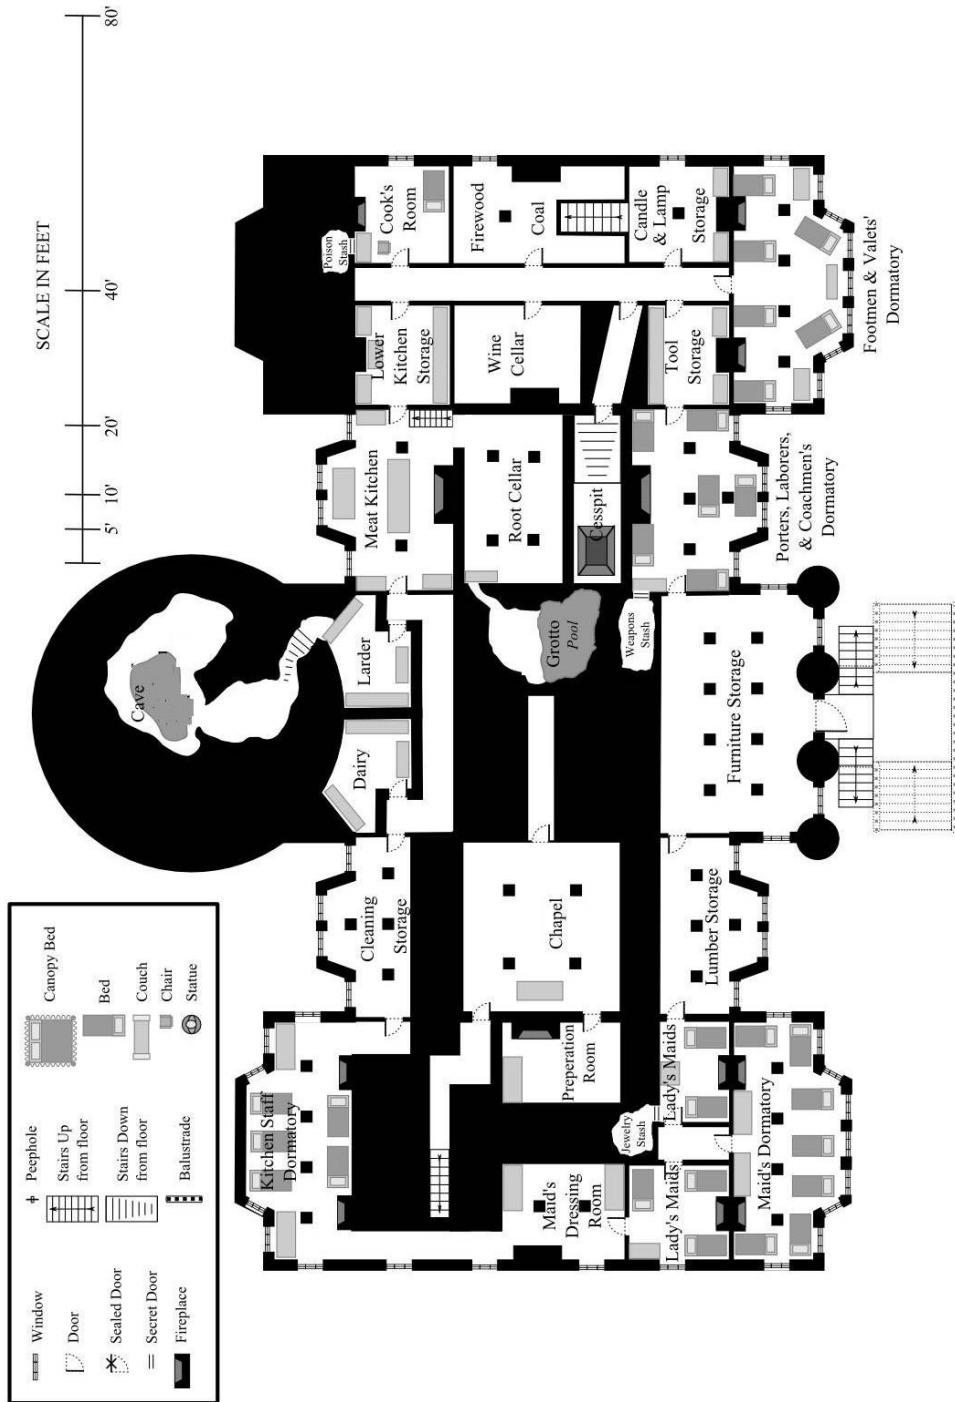 SCALE IN FEET
5'
10'
20'
40'
80'
Poison
Stash
Cook's
Room
Firewood
Coal
Candle
& Lamp
Storage
Lower
Kitchen
Storage
Wine
Cellar
Tool
Storage
Footmen & Valets'
Dormatory
Meat Kitchen
Root Cellar
Cesspit
Porters, Laborers,
& Coachmen's
Dormatory
Cave
Larder
Dairy
Grotto
Pool
Weapons
Stash
Furniture Storage
Cleaning
Storage
Chapel
Lumber Storage
Kitchen Staff
Dormatory
Preperation
Room
Jewelry
Stash
Lady's Maids
Maid's
Dressing
Room
Lady's Maids
Maid's Dormatory
Window
Door
Sealed Door
Secret Door
Fireplace
Peephole
Stairs Up
from floor
Stairs Down
from floor
Balustrade
Canopy Bed
Bed
Couch
Chair
Statue